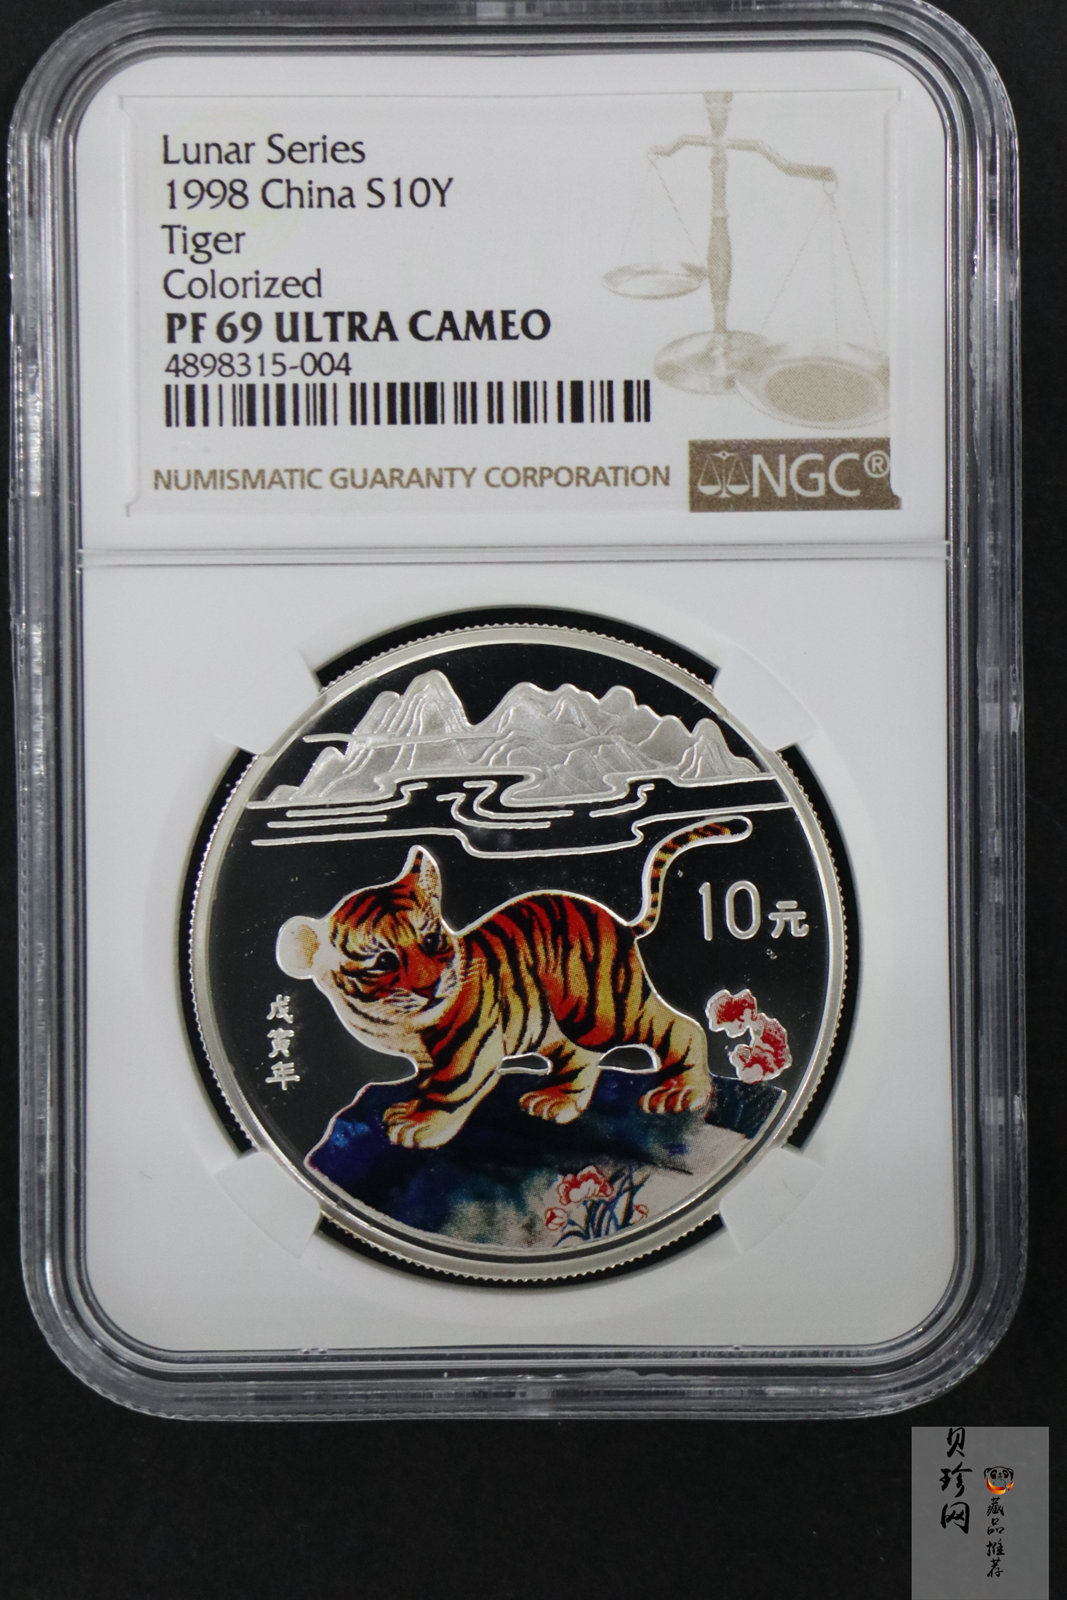 Lunar Series
1998 China S10Y
Tiger
Colorized
PF 69 ULTRA CAMEO
4898315-004
NUMISMATIC GUARANTY CORPORATION
NGC®
10元
戊寅年
贝珍网
藏品推荐